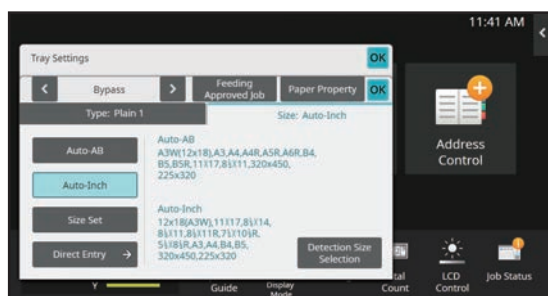 11:41 AM
Tray Settings
OK
Bypass
Feeding
Approved Job
Paper Property
OK
Type: Plain 1
Size: Auto-Inch
Auto-AB
Auto-AB
A3W(12x18),A3,A4,A4R,A5R,A6R,B4,
B5,B5R,11X17,8½X11,320x450,
225x320
Auto-Inch
Auto-Inch
12x18(A3W),11X17,8½X14,
8½X11,8½X11R,7¼X10½R,
5½X8½R,A3,A4,B4,B5,
320x450,225x320
Size Set
Direct Entry
Detection Size
Selection
Address
Control
Y
Guide
Display
Mode
Count
LCD
Control
Job Status